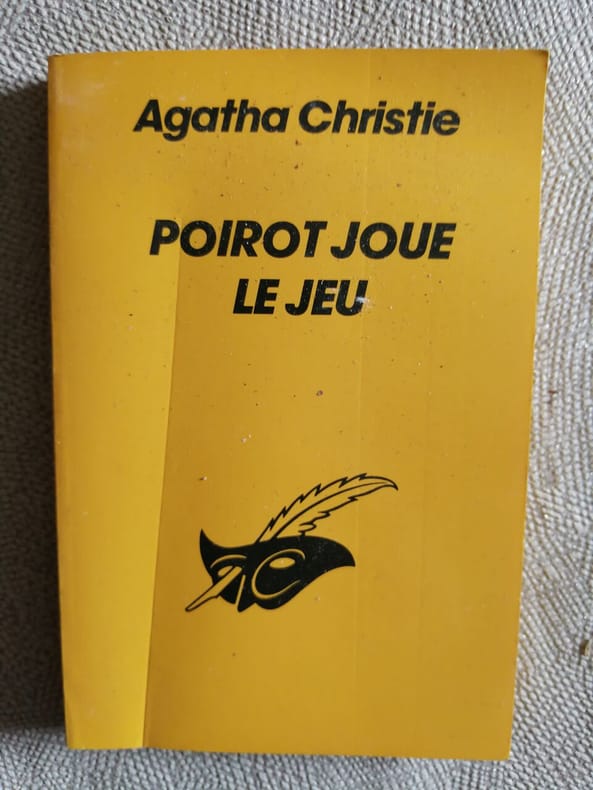 Agatha Christie
POIROT JOUE
LE JEU